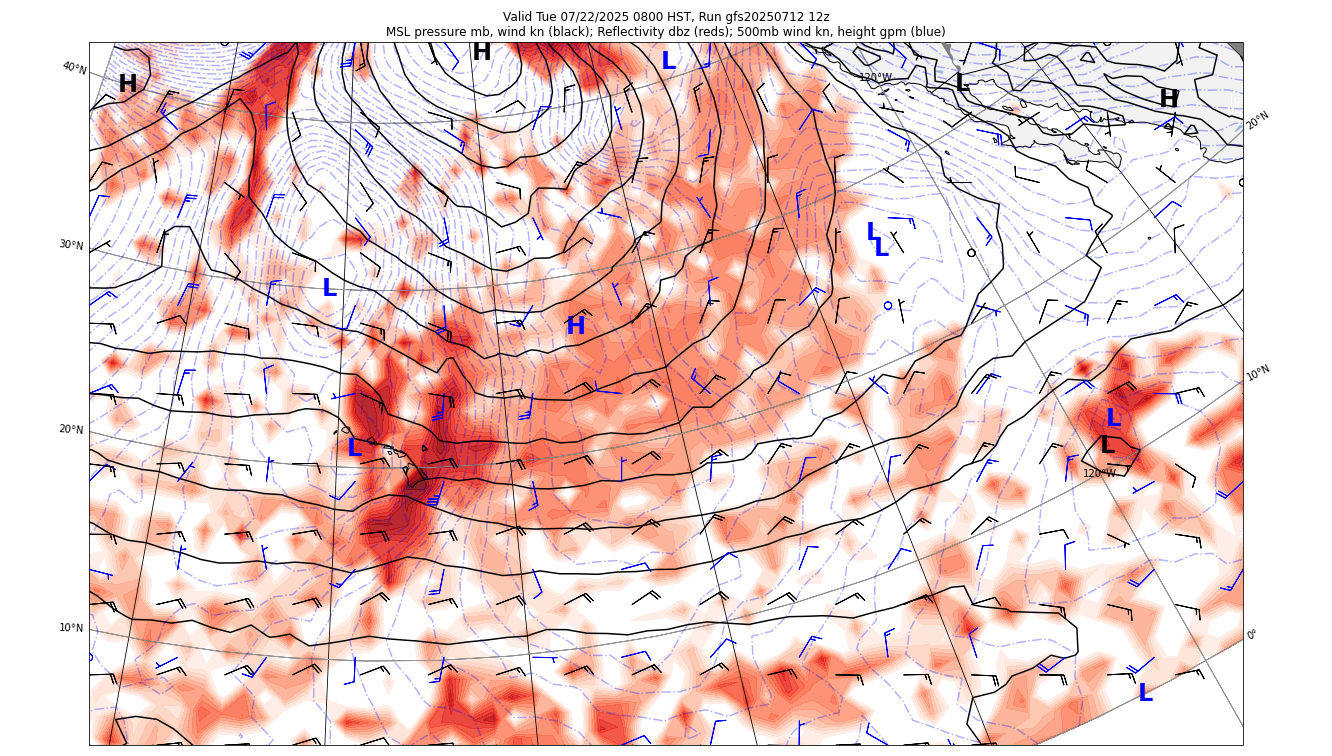 Valid Tue 07/22/2025 0800 HST, Run gfs20250712 12z
MSL pressure mb, wind kn (black); Reflectivity dbz (reds); 500mb wind kn, height gpm (blue)
H
L
40°N
120°W
H
L
H
20°N
L
L
30°N
L
H
10°N
L
20°N
L
L
120°W
10°N
0°
L